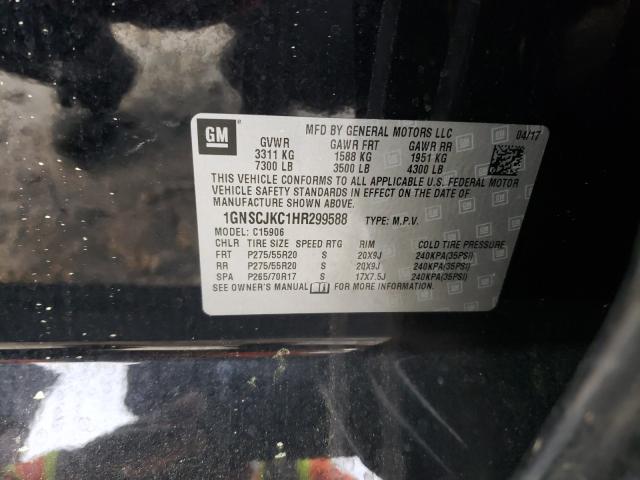 GM
MFD BY GENERAL MOTORS LLC 04/17
GVWR GAWR FRT GAWR RR
3311 KG 1588 KG 1951 KG
7300 LB 3500 LB 4300 LB
THIS VEHICLE CONFORMS TO ALL APPLICABLE U.S. FEDERAL MOTOR
VEHICLE SAFETY STANDARDS IN EFFECT ON THE DATE OF
MANUFACTURE SHOWN ABOVE.
1GNSCJKC1HR299588 TYPE: M.P.V.
MODEL: C15906
CHLR TIRE SIZE SPEED RTG RIM COLD TIRE PRESSURE
FRT P275/55R20 S 20X9J 240KPA(35PSI)
RR P275/55R20 S 20X9J 240KPA(35PSI)
SPA P265/70R17 S 17X7.5J 240KPA(35PSI)
SEE OWNER'S MANUAL FOR MORE INFORMATION.